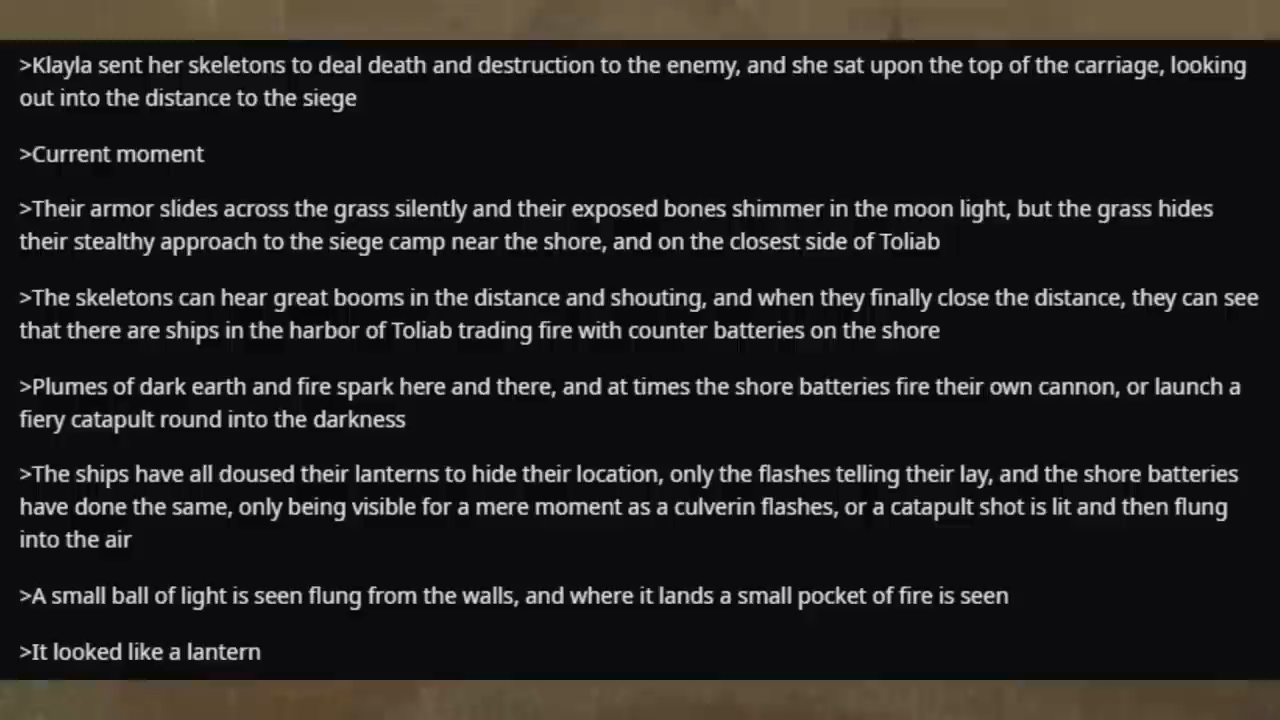 >Klayla sent her skeletons to deal death and destruction to the enemy, and she sat upon the top of the carriage, looking
out into the distance to the siege
>Current moment
>Their armor slides across the grass silently and their exposed bones shimmer in the moon light, but the grass hides
their stealthy approach to the siege camp near the shore, and on the closest side of Toliab
>The skeletons can hear great booms in the distance and shouting, and when they finally close the distance, they can see
that there are ships in the harbor of Toliab trading fire with counter batteries on the shore
>Plumes of dark earth and fire spark here and there, and at times the shore batteries fire their own cannon, or launch a
fiery catapult round into the darkness
>The ships have all doused their lanterns to hide their location, only the flashes telling their lay, and the shore batteries
have done the same, only being visible for a mere moment as a culverin flashes, or a catapult shot is lit and then flung
into the air
>A small ball of light is seen flung from the walls, and where it lands a small pocket of fire is seen
>It looked like a lantern